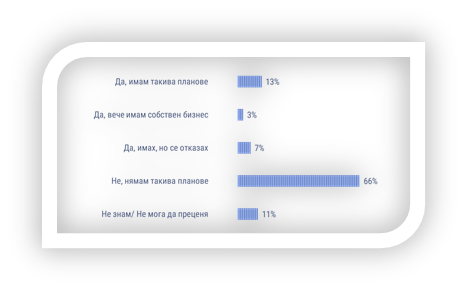 Да, имам такива планове 13%
Да, вече имам собствен бизнес 3%
Да, имах, но се отказах 7%
Не, нямам такива планове 66%
Не знам/ Не мога да преценя 11%